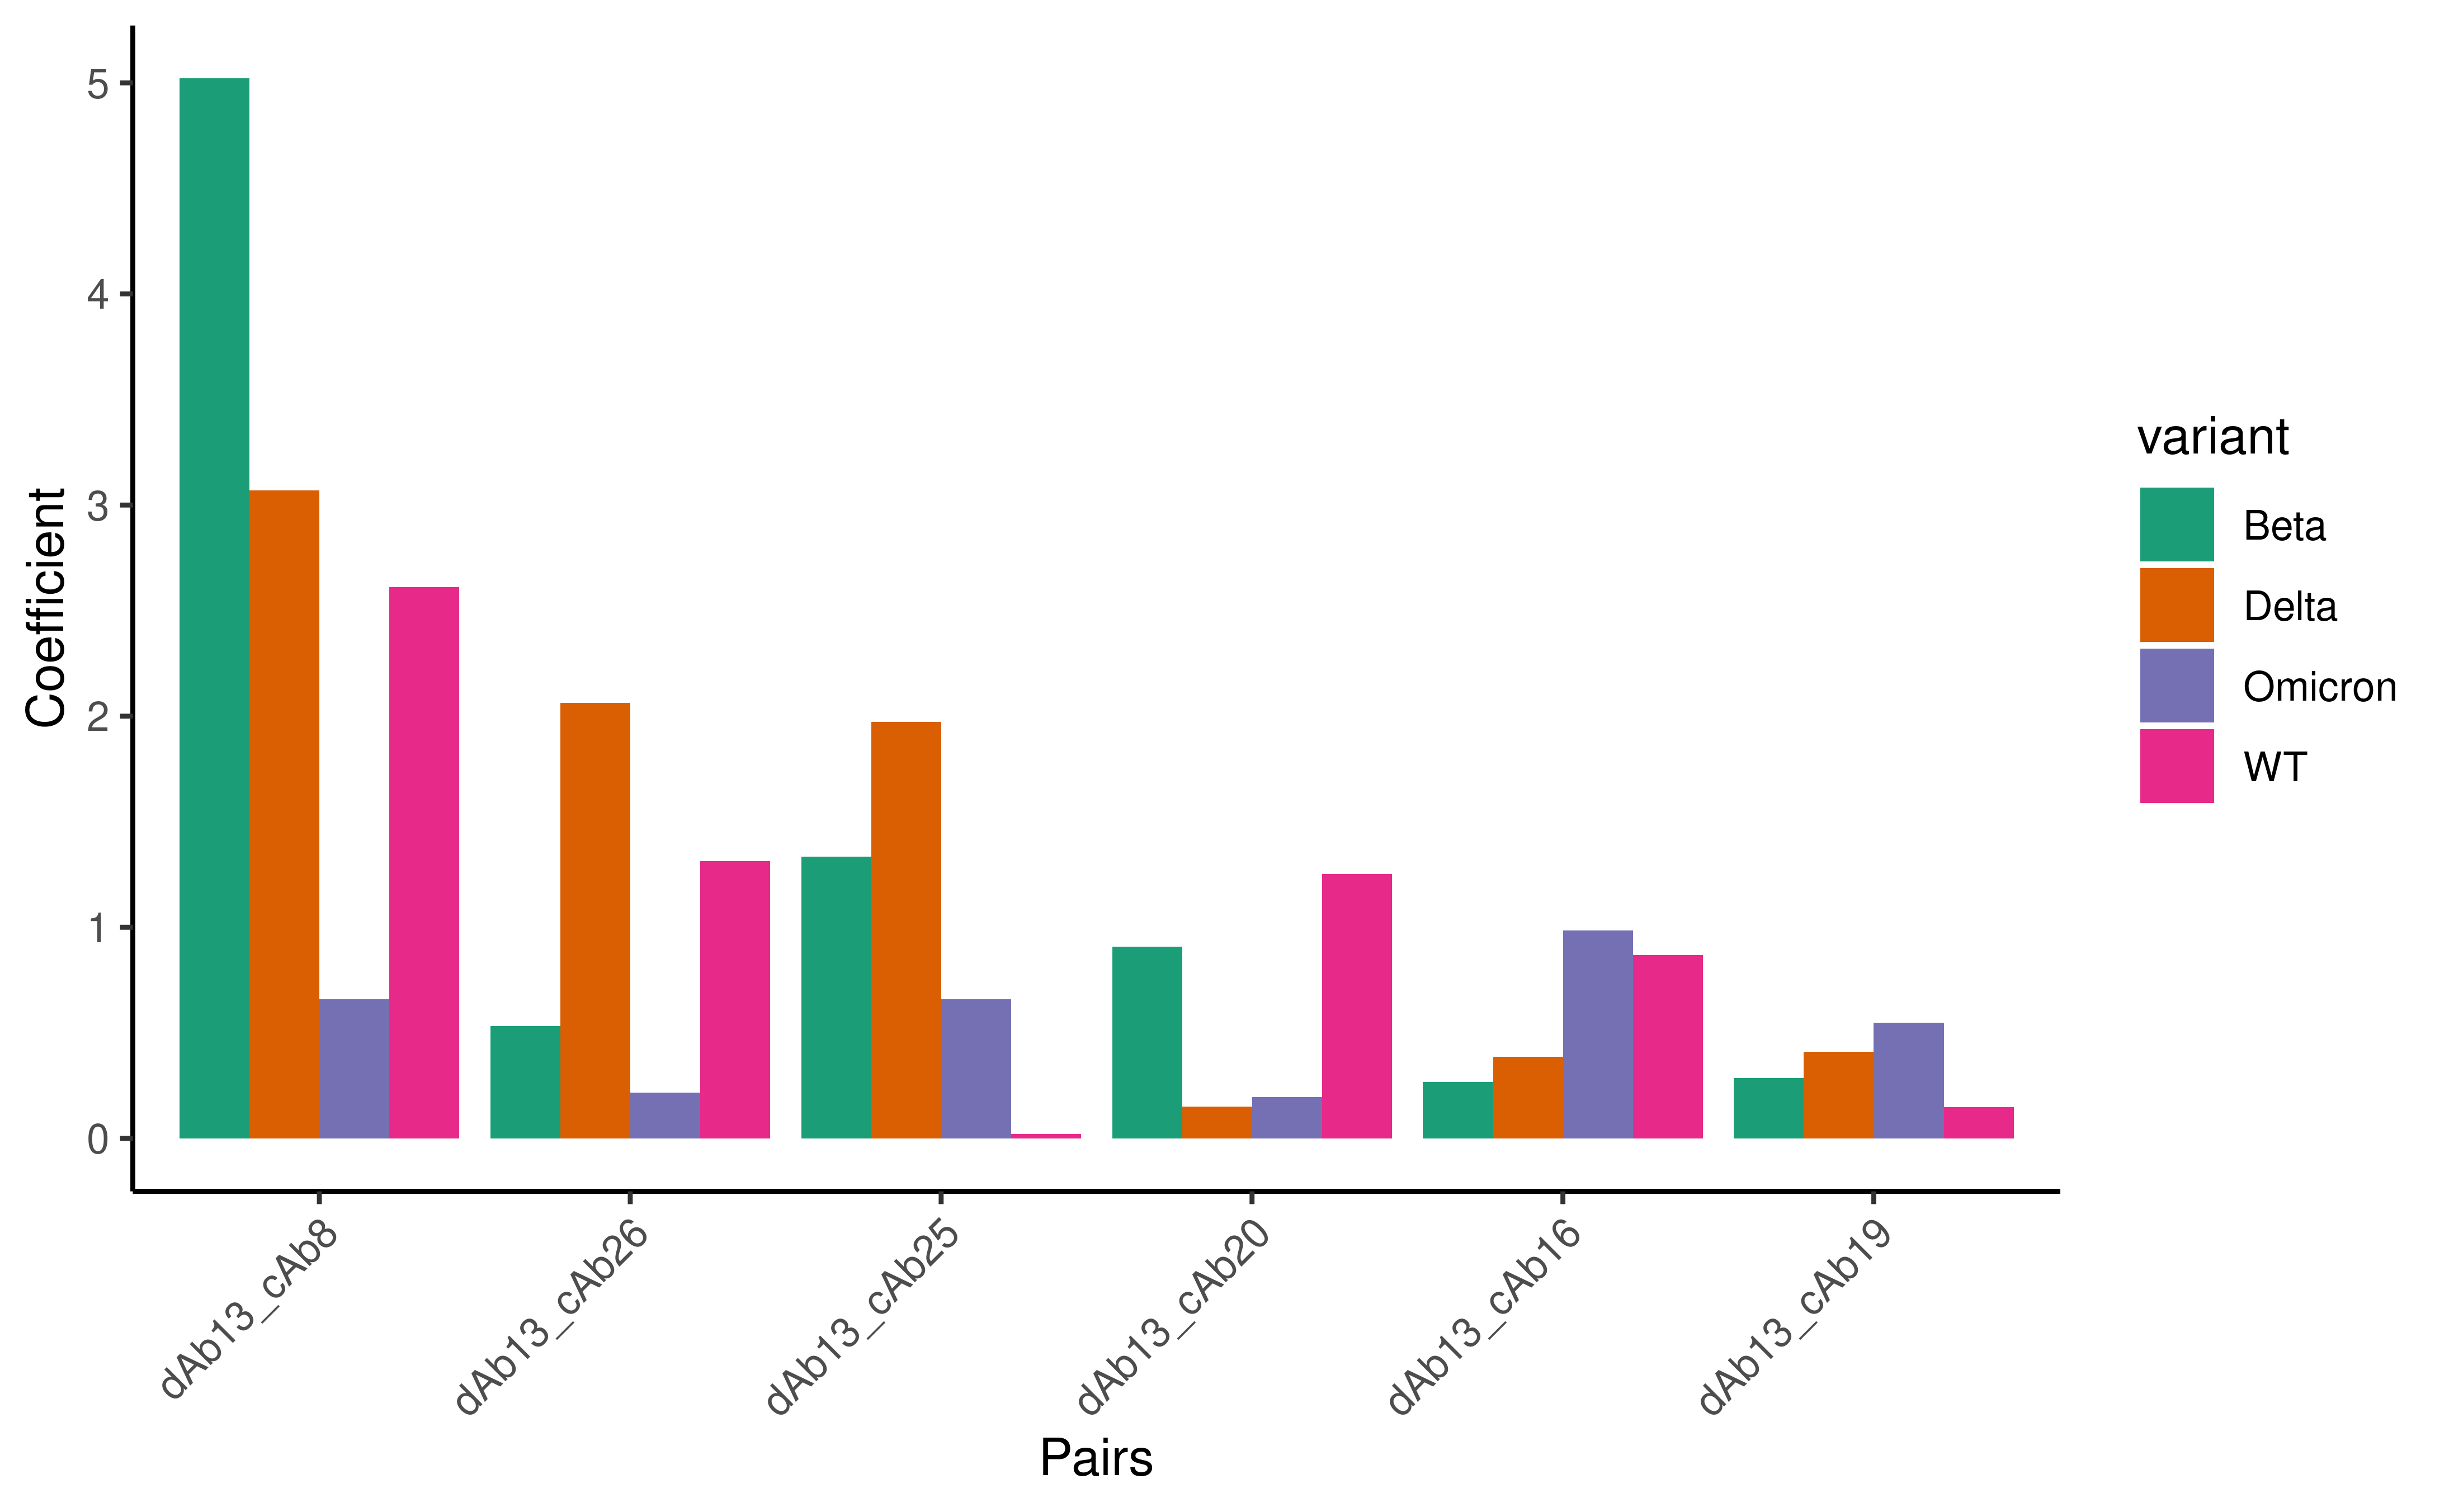 5
4
3
2
1
0
Coefficient
dAb13_cAb8
dAb13_cAb26
dAb13_cAb25
dAb13_cAb20
dAb13_cAb16
dAb13_cAb19
Pairs
variant
Beta
Delta
Omicron
WT